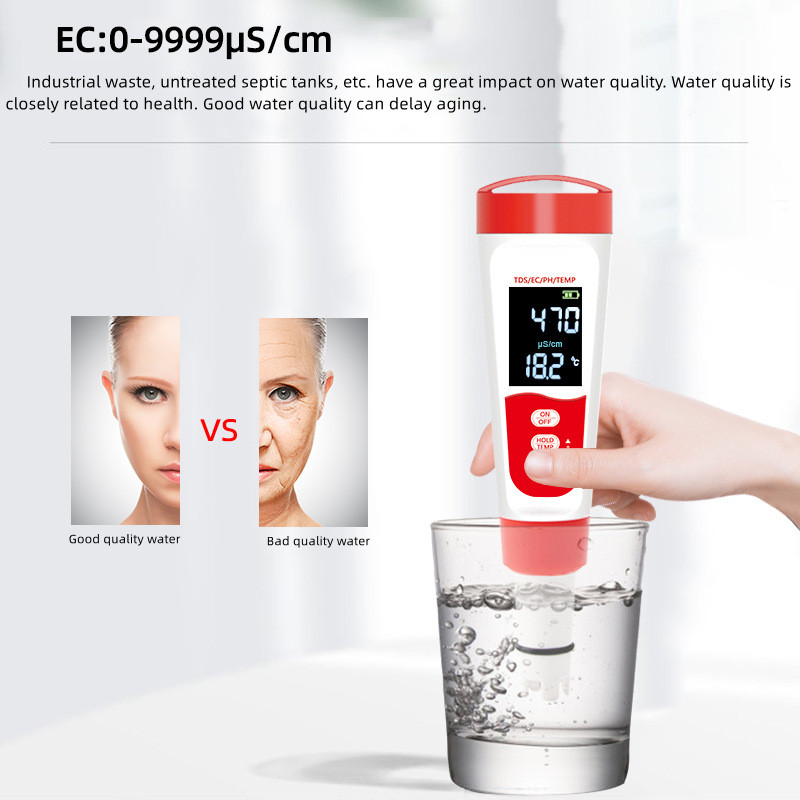 EC:0-9999μS/cm
Industrial waste, untreated septic tanks, etc. have a great impact on water quality. Water quality is
closely related to health. Good water quality can delay aging.
TDS/EC/PH/TEMP
470
μS/cm
18.2 °C
ON
OFF
HOLD
TEMP
VS
Good quality water
Bad quality water